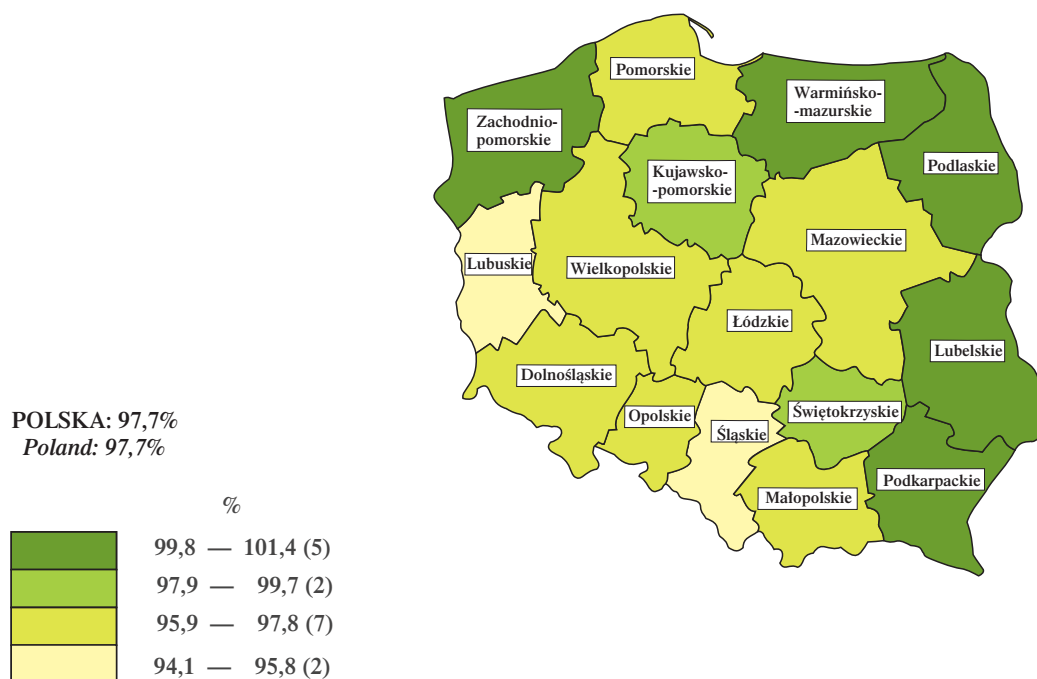 Pomorskie
Warmińsko-
-mazurskie
Zachodnio-
pomorskie
Kujawsko-
-pomorskie
Podlaskie
Mazowieckie
Lubuskie
Wielkopolskie
Łódzkie
Lubelskie
Dolnośląskie
Opolskie
Świętokrzyskie
Śląskie
Podkarpackie
Małopolskie
POLSKA: 97,7%
Poland: 97,7%
%
99,8 — 101,4 (5)
97,9 — 99,7 (2)
95,9 — 97,8 (7)
94,1 — 95,8 (2)